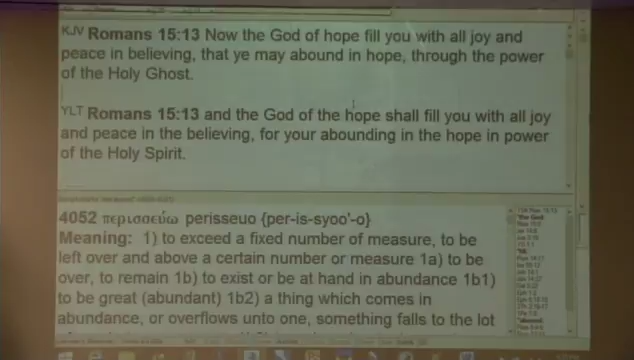 KJV Romans 15:13 Now the God of hope fill you with all joy and
peace in believing, that ye may abound in hope, through the power
of the Holy Ghost.
YLT Romans 15:13 and the God of the hope shall fill you with all joy
and peace in the believing, for your abounding in the hope in power
of the Holy Spirit.
4052 περισσεύω perisseuo {per-is-syoo'-o}
Meaning: 1) to exceed a fixed number of measure, to be
left over and above a certain number or measure 1a) to be
over, to remain 1b) to exist or be at hand in abundance 1b1)
to be great (abundant) 1b2) a thing which comes in
abundance, or overflows unto one, something falls to the lot